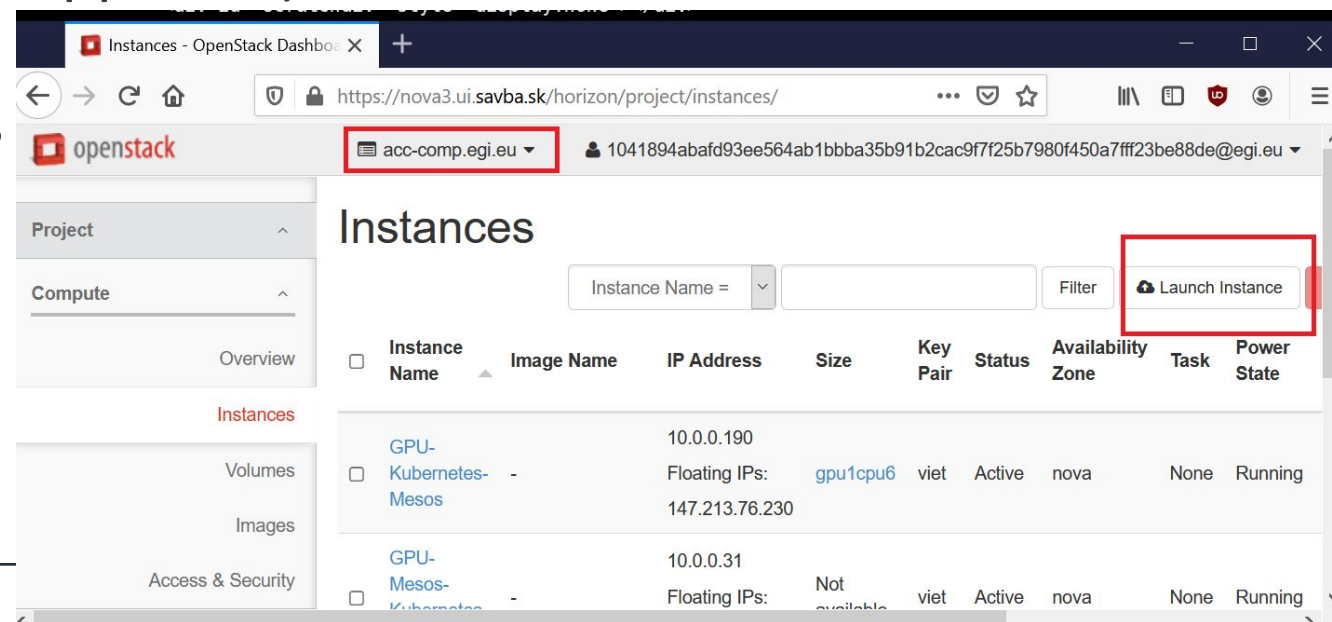 Instances - OpenStack Dashboa
https://nova3.ui.savba.sk/horizon/project/instances/
openstack
acc-comp.egi.eu
1041894abafd93ee564ab1bbba35b91b2cac9f7f25b7980f450a7fff23be88de@egi.eu
Project
Compute
Overview
Instances
Volumes
Images
Access & Security
Instances
Instance Name =
Filter
Launch Instance
Instance Name
Image Name
IP Address
Size
Key Pair
Status
Availability Zone
Task
Power State
GPU-
Kubernetes-
Mesos
-
10.0.0.190
Floating IPs:
147.213.76.230
gpu1cpu6
viet
Active
nova
None
Running
GPU-
Mesos-
Kubernetes
-
10.0.0.31
Floating IPs:
Not
available
viet
Active
nova
None
Running